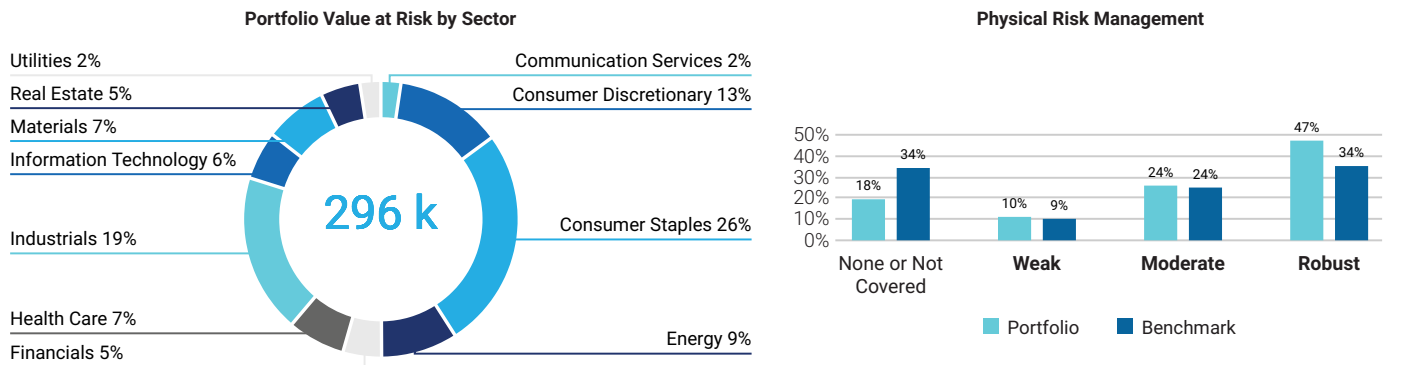 Portfolio Value at Risk by Sector
Utilities 2%
Real Estate 5%
Materials 7%
Information Technology 6%
Industrials 19%
Health Care 7%
Financials 5%
Communication Services 2%
Consumer Discretionary 13%
Consumer Staples 26%
Energy 9%
296 k
Physical Risk Management
50%
40%
30%
20%
10%
0%
18%
34%
10%
9%
24%
24%
47%
34%
None or Not
Covered
Weak
Moderate
Robust
Portfolio
Benchmark